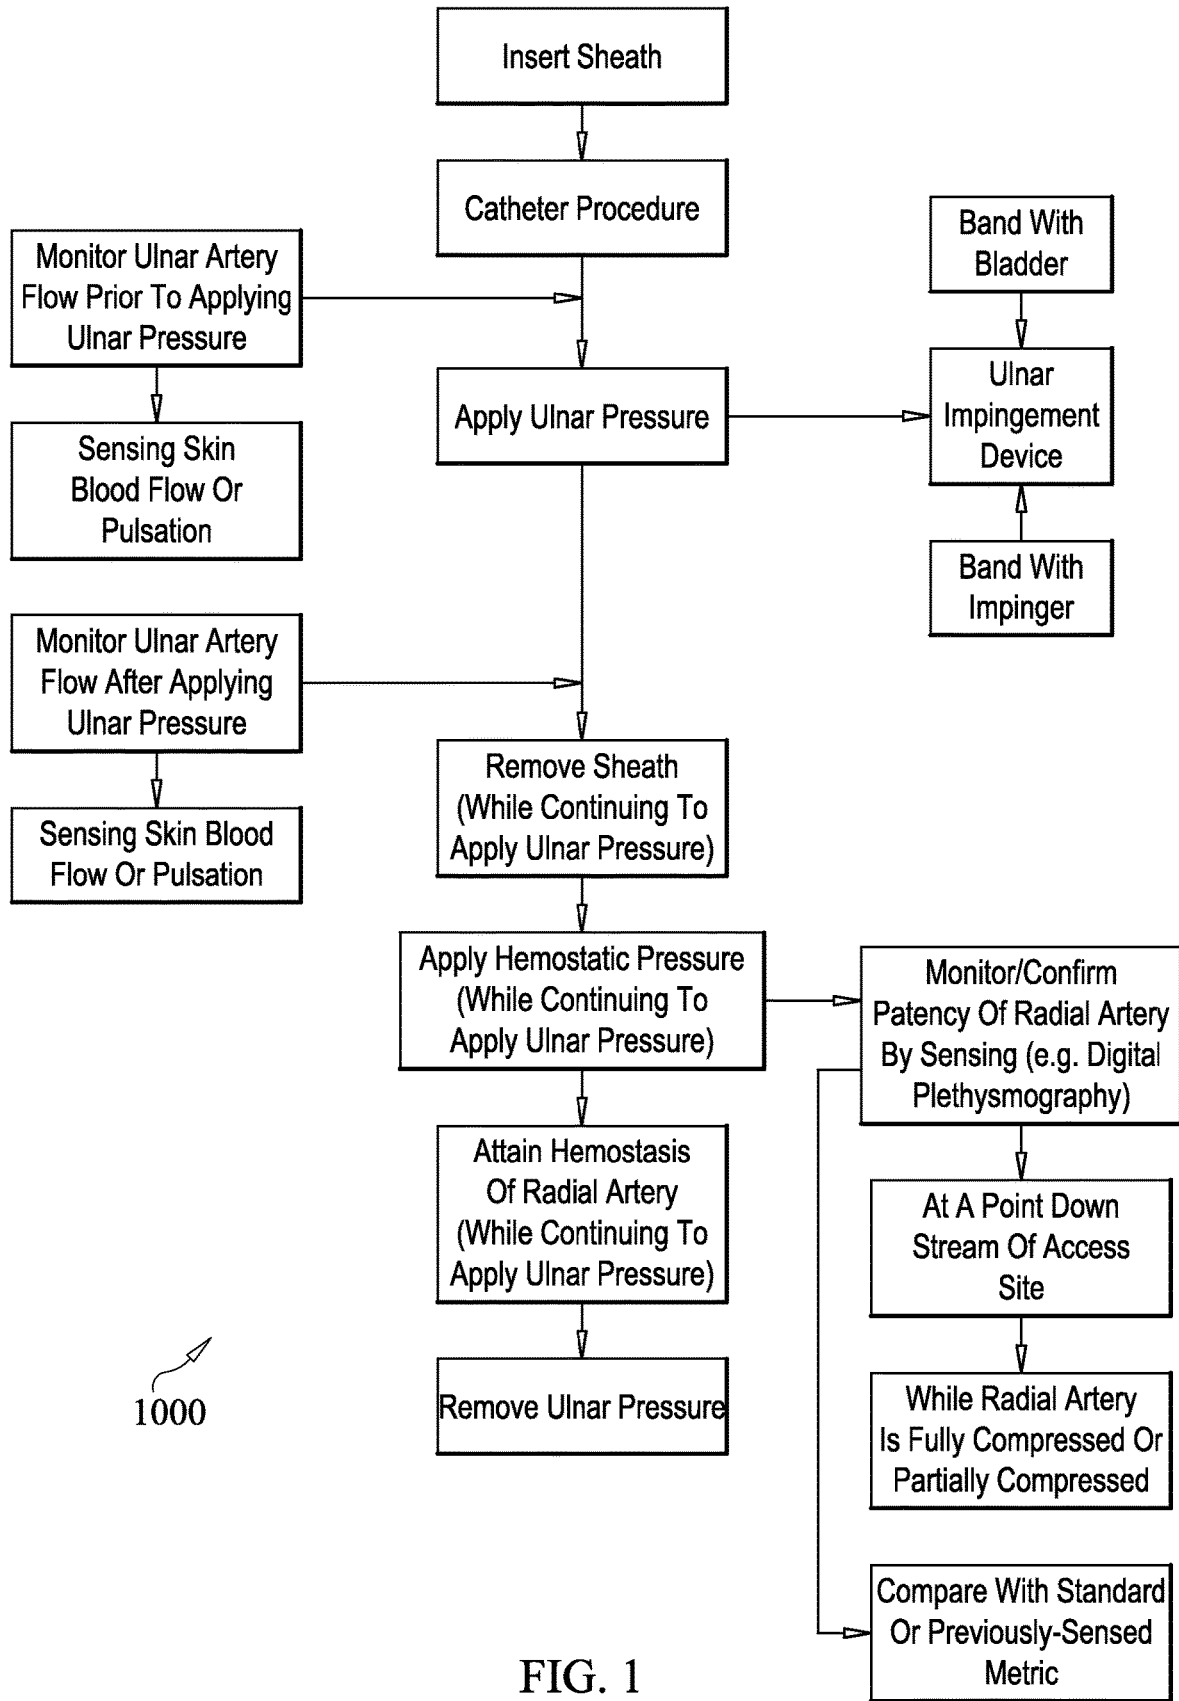 Insert Sheath
Catheter Procedure
Monitor Ulnar Artery
Flow Prior To Applying
Ulnar Pressure
Band With
Bladder
Apply Ulnar Pressure
Ulnar
Impingement
Device
Sensing Skin
Blood Flow Or
Pulsation
Band With
Impinger
Monitor Ulnar Artery
Flow After Applying
Ulnar Pressure
Remove Sheath
(While Continuing To
Apply Ulnar Pressure)
Sensing Skin Blood
Flow Or Pulsation
Apply Hemostatic Pressure
(While Continuing To
Apply Ulnar Pressure)
Monitor/Confirm
Patency Of Radial Artery
By Sensing (e.g. Digital
Plethysmography)
Attain Hemostasis
Of Radial Artery
(While Continuing To
Apply Ulnar Pressure)
At A Point Down
Stream Of Access
Site
Remove Ulnar Pressure
While Radial Artery
Is Fully Compressed Or
Partially Compressed
1000
Compare With Standard
Or Previously-Sensed
Metric
FIG. 1